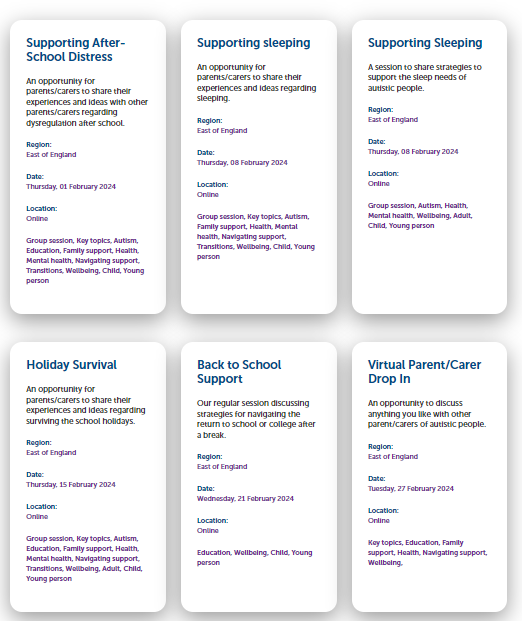 Supporting After-
School Distress
An opportunity for
parents/carers to share their
experiences and ideas with other
parents/carers regarding
dysregulation after school.
Region:
East of England
Date:
Thursday, 01 February 2024
Location:
Online
Group session, Key topics, Autism,
Education, Family support, Health,
Mental health, Navigating support,
Transitions, Wellbeing, Child, Young
person
Supporting sleeping
An opportunity for
parents/carers to share their
experiences and ideas regarding
sleeping.
Region:
East of England
Date:
Thursday, 08 February 2024
Location:
Online
Group session, Key topics, Autism,
Family support, Health, Mental
health, Navigating support,
Transitions, Wellbeing, Child, Young
person
Supporting Sleeping
A session to share strategies to
support the sleep needs of
autistic people.
Region:
East of England
Date:
Thursday, 08 February 2024
Location:
Online
Group session, Autism, Health,
Mental health, Wellbeing, Adult,
Child, Young person
Holiday Survival
An opportunity for
parents/carers to share their
experiences and ideas regarding
surviving the school holidays.
Region:
East of England
Date:
Thursday, 15 February 2024
Location:
Online
Group session, Key topics, Autism,
Education, Family support, Health,
Mental health, Navigating support,
Transitions, Wellbeing, Adult, Child,
Young person
Back to School
Support
Our regular session discussing
strategies for navigating the
return to school or college after
a break.
Region:
East of England
Date:
Wednesday, 21 February 2024
Location:
Online
Education, Wellbeing, Child, Young
person
Virtual Parent/Carer
Drop In
An opportunity to discuss
anything you like with other
parent/carers of autistic people.
Region:
East of England
Date:
Tuesday, 27 February 2024
Location:
Online
Key topics, Education, Family
support, Health, Navigating support,
Wellbeing,